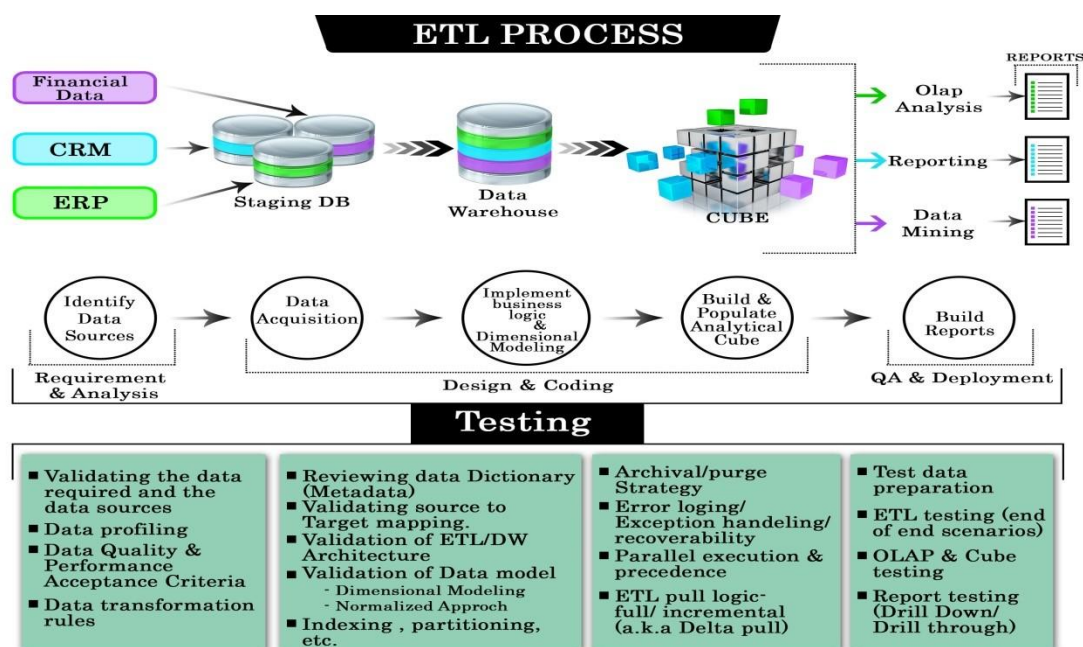 ETL PROCESS
REPORTS
Financial
Data
CRM
ERP
Staging DB
Data
Warehouse
CUBE
Olap
Analysis
Reporting
Data
Mining
Identify
Data
Sources
Data
Acquisition
Implement
business
logic
&
Dimensional
Modeling
Build &
Populate
Analytical
Cube
Build
Reports
Requirement
& Analysis
Design & Coding
QA & Deployment
Testing
■ Validating the data
required and the
data sources
■ Data profiling
■ Data Quality &
Performance
Acceptance Criteria
■ Data transformation
rules
■ Reviewing data Dictionary
(Metadata)
■ Validating source to
Target mapping.
■ Validation of ETL/DW
Architecture
■ Validation of Data model
- Dimensional Modeling
- Normalized Approch
■ Indexing , partitioning,
etc.
■ Archival/purge
Strategy
■ Error loging/
Exception handeling/
recoverability
■ Parallel execution &
precedence
■ ETL pull logic-
full/ incremental
(a.k.a Delta pull)
■ Test data
preparation
■ ETL testing (end
of end scenarios)
■ OLAP & Cube
testing
■ Report testing
(Drill Down/
Drill through)